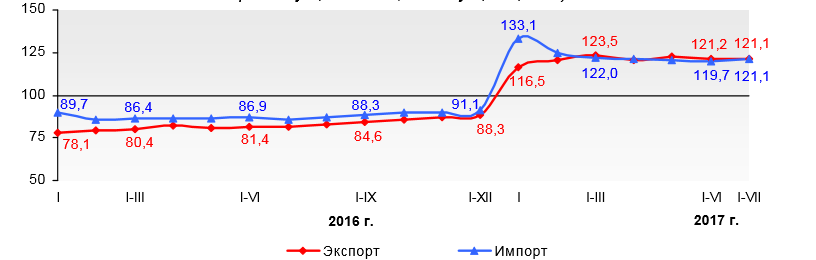 150
133,1
123,5
121,2 121,1
125
116,5
122,0
119,7 121,1
100
89,7 86,4 86,9 88,3 91,1
75
78,1 80,4 81,4 84,6 88,3
50
I I-III I-VI I-IX I-XII I I-III I-VI I-VII
2016 г. 2017 г.
Экспорт Импорт